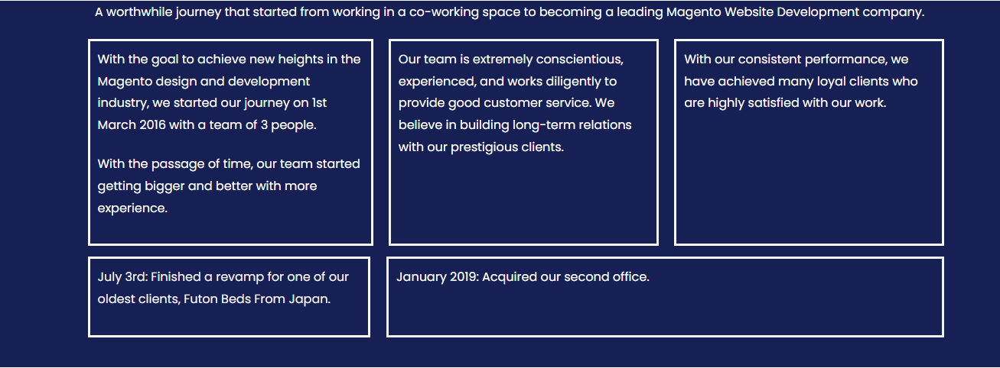 A worthwhile journey that started from working in a co-working space to becoming a leading Magento Website Development company.
With the goal to achieve new heights in the
Magento design and development
industry, we started our journey on 1st
March 2016 with a team of 3 people.
With the passage of time, our team started
getting bigger and better with more
experience.
Our team is extremely conscientious,
experienced, and works diligently to
provide good customer service. We
believe in building long-term relations
with our prestigious clients.
With our consistent performance, we
have achieved many loyal clients who
are highly satisfied with our work.
July 3rd: Finished a revamp for one of our
oldest clients, Futon Beds From Japan.
January 2019: Acquired our second office.